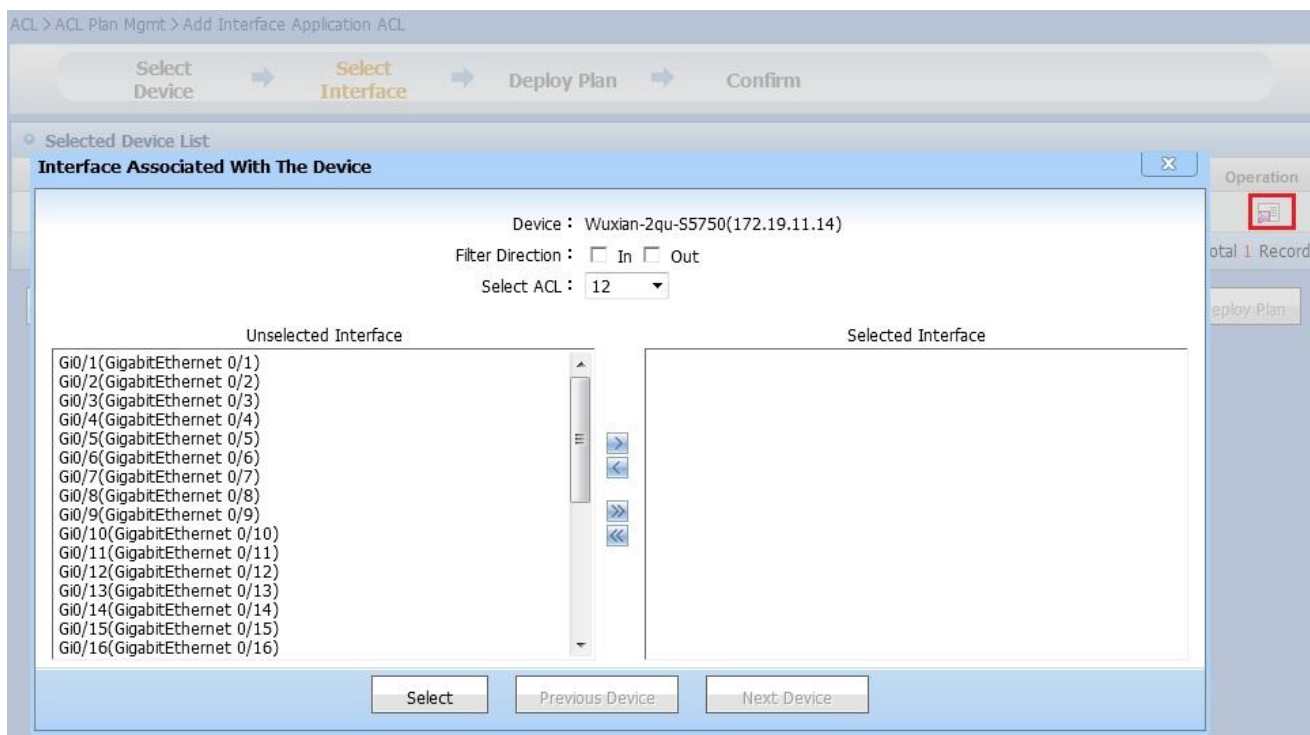 ACL > ACL Plan Mgmt > Add Interface Application ACL
Select Device
Select Interface
Deploy Plan
Confirm
Selected Device List
Operation
otal 1 Record
eploy Plan
Interface Associated With The Device
Device : Wuxian-2qu-S5750(172.19.11.14)
Filter Direction : In Out
Select ACL : 12
Unselected Interface
Gi0/1(GigabitEthernet 0/1)
Gi0/2(GigabitEthernet 0/2)
Gi0/3(GigabitEthernet 0/3)
Gi0/4(GigabitEthernet 0/4)
Gi0/5(GigabitEthernet 0/5)
Gi0/6(GigabitEthernet 0/6)
Gi0/7(GigabitEthernet 0/7)
Gi0/8(GigabitEthernet 0/8)
Gi0/9(GigabitEthernet 0/9)
Gi0/10(GigabitEthernet 0/10)
Gi0/11(GigabitEthernet 0/11)
Gi0/12(GigabitEthernet 0/12)
Gi0/13(GigabitEthernet 0/13)
Gi0/14(GigabitEthernet 0/14)
Gi0/15(GigabitEthernet 0/15)
Gi0/16(GigabitEthernet 0/16)
Selected Interface
Select
Previous Device
Next Device